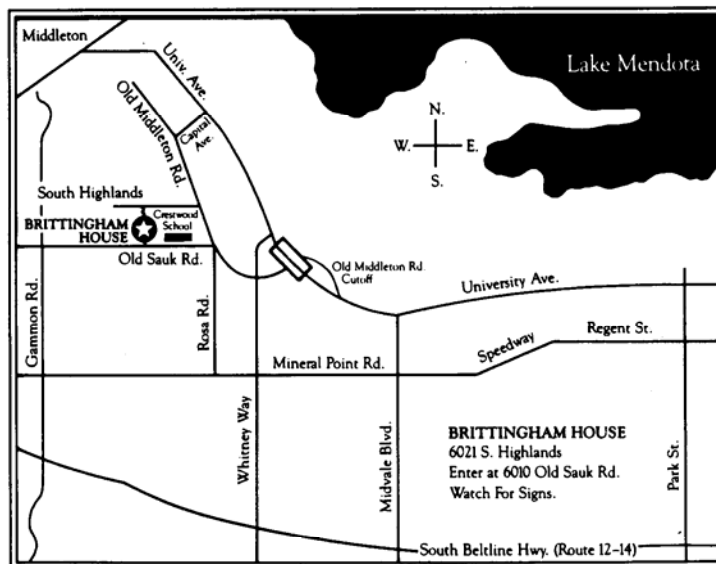 Middleton
Univ. Ave.
Lake Mendota
Old Middleton Rd.
Capital Ave.
N.
W. E.
S.
South Highlands
BRITTINGHAM
HOUSE
Crestwood
School
Old Sauk Rd.
Old Middleton Rd.
Cutoff
University Ave.
Gammon Rd.
Rosa Rd.
Mineral Point Rd.
Speedway
Regent St.
Whitney Way
Midvale Blvd.
Park St.
BRITTINGHAM HOUSE
6021 S. Highlands
Enter at 6010 Old Sauk Rd.
Watch For Signs.
South Beltline Hwy. (Route 12-14)